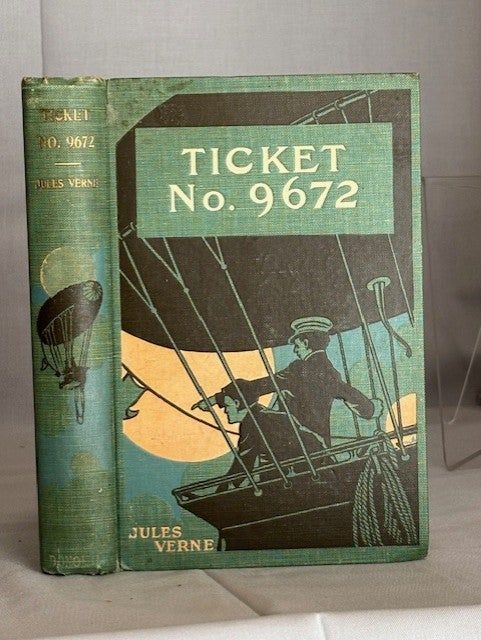 TICKET
NO. 9672
JULES VERNE
TICKET
No. 9672
JULES
VERNE